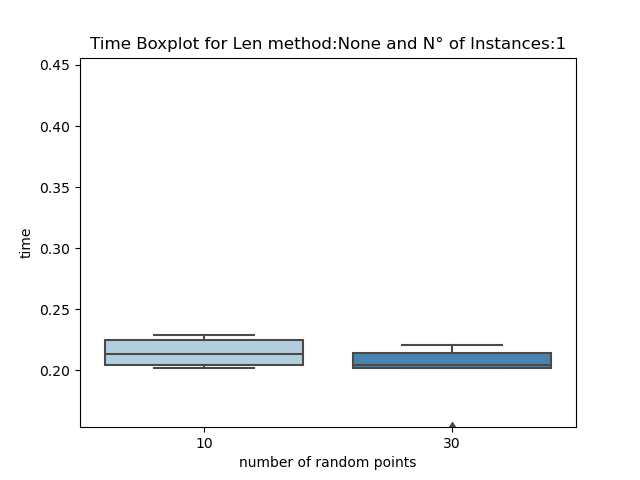 Time Boxplot for Len method:None and N° of Instances:1
0.45
0.40
0.35
0.30
0.25
0.20
time
10 30
number of random points